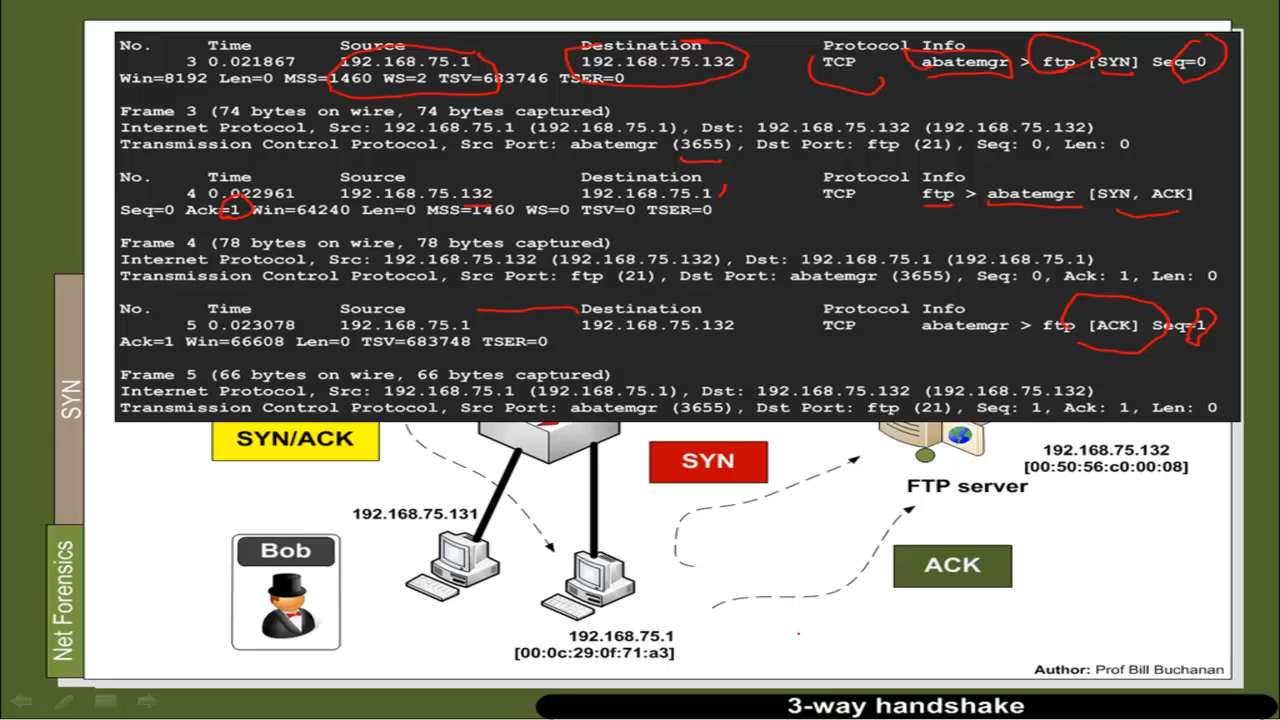 No. Time Source Destination Protocol Info
3 0.021867 192.168.75.1 192.168.75.132 TCP abatemgr > ftp [SYN] Seq=0
Win=8192 Len=0 MSS=1460 WS=2 TSV=683746 TSER=0
Frame 3 (74 bytes on wire, 74 bytes captured)
Internet Protocol, Src: 192.168.75.1 (192.168.75.1), Dst: 192.168.75.132 (192.168.75.132)
Transmission Control Protocol, Src Port: abatemgr (3655), Dst Port: ftp (21), Seq: 0, Len: 0
No. Time Source Destination Protocol Info
4 0.022961 192.168.75.132 192.168.75.1 TCP ftp > abatemgr [SYN, ACK]
Seq=0 Ack=1 Win=64240 Len=0 MSS=1460 WS=0 TSV=0 TSER=0
Frame 4 (78 bytes on wire, 78 bytes captured)
Internet Protocol, Src: 192.168.75.132 (192.168.75.132), Dst: 192.168.75.1 (192.168.75.1)
Transmission Control Protocol, Src Port: ftp (21), Dst Port: abatemgr (3655), Seq: 0, Ack: 1, Len: 0
No. Time Source Destination Protocol Info
5 0.023078 192.168.75.1 192.168.75.132 TCP abatemgr > ftp [ACK] Seq=1
Ack=1 Win=66608 Len=0 TSV=683748 TSER=0
Frame 5 (66 bytes on wire, 66 bytes captured)
Internet Protocol, Src: 192.168.75.1 (192.168.75.1), Dst: 192.168.75.132 (192.168.75.132)
Transmission Control Protocol, Src Port: abatemgr (3655), Dst Port: ftp (21), Seq: 1, Ack: 1, Len: 0
SYN
Net Forensics
SYN/ACK
SYN
192.168.75.132
[00:50:56:c0:00:08]
FTP server
192.168.75.131
Bob
ACK
192.168.75.1
[00:0c:29:0f:71:a3]
Author: Prof Bill Buchanan
3-way handshake